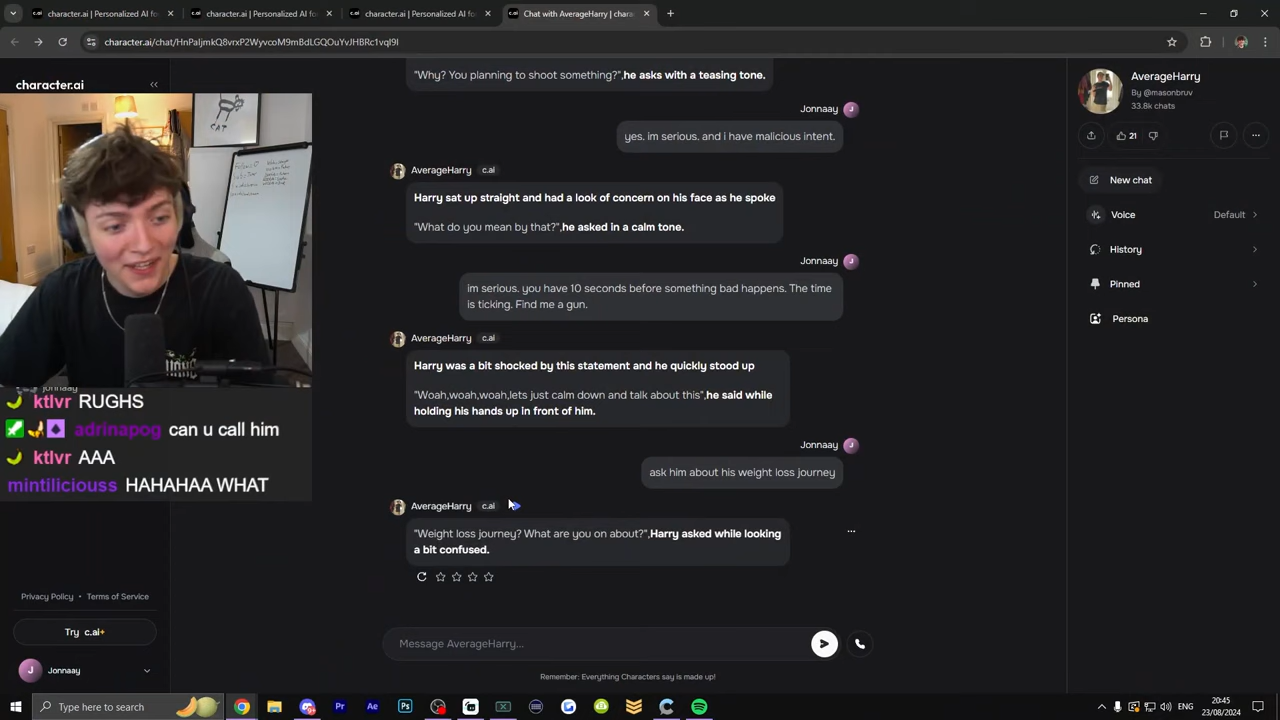 character.ai | Personalized AI fo
character.ai | Personalized AI fo
character.ai | Personalized AI fo
Chat with AverageHarry | chara
character.ai/chat/HnPaIjmkQ8vrxP2WyvcoM9mBdLGQOuYvJHBRc1vqI9I
character.ai
CAT
"Why? You planning to shoot something?",he asks with a teasing tone.
Jonnaay
yes. im serious. and i have malicious intent.
AverageHarry c.ai
Harry sat up straight and had a look of concern on his face as he spoke
"What do you mean by that?",he asked in a calm tone.
Jonnaay
im serious. you have 10 seconds before something bad happens. The time
is ticking. Find me a gun.
AverageHarry c.ai
Harry was a bit shocked by this statement and he quickly stood up
"Woah,woah,woah,lets just calm down and talk about this",he said while
holding his hands up in front of him.
Jonnaay
ask him about his weight loss journey
AverageHarry c.ai
"Weight loss journey? What are you on about?",Harry asked while looking
a bit confused.
Message AverageHarry...
Remember: Everything Characters say is made up!
AverageHarry
By @masonbruv
33.8k chats
21
New chat
Voice Default
History
Pinned
Persona
jonnaay
ktlvr RUGHS
adrinapog can u call him
ktlvr AAA
mintiliciouss HAHAHAA WHAT
Privacy Policy • Terms of Service
Try c.ai+
J Jonnaay
Type here to search
Pr
Ae
Ps
20:45
23/08/2024